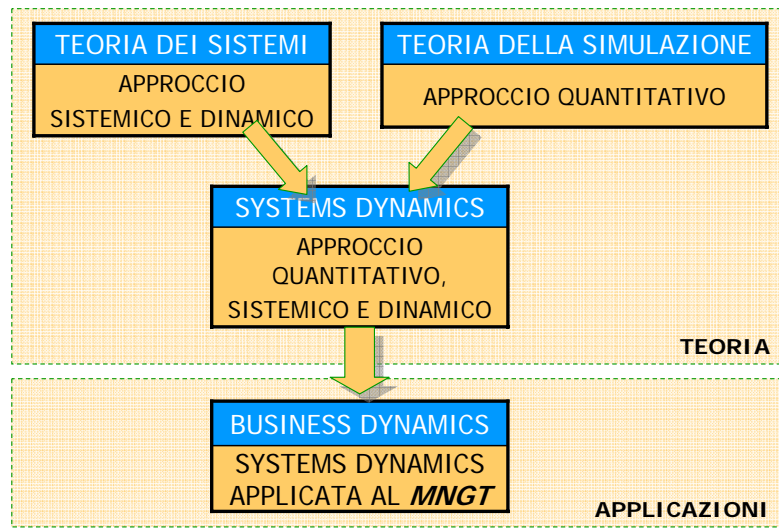 TEORIA DEI SISTEMI
APPROCCIO
SISTEMICO E DINAMICO
TEORIA DELLA SIMULAZIONE
APPROCCIO QUANTITATIVO
SYSTEMS DYNAMICS
APPROCCIO
QUANTITATIVO,
SISTEMICO E DINAMICO
TEORIA
BUSINESS DYNAMICS
SYSTEMS DYNAMICS
APPLICATA AL MNGT
APPLICAZIONI